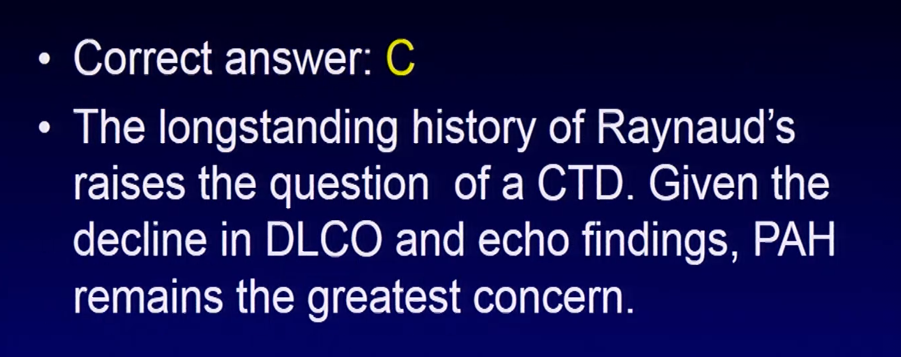 • Correct answer: C
• The longstanding history of Raynaud's
raises the question of a CTD. Given the
decline in DLCO and echo findings, PAH
remains the greatest concern.